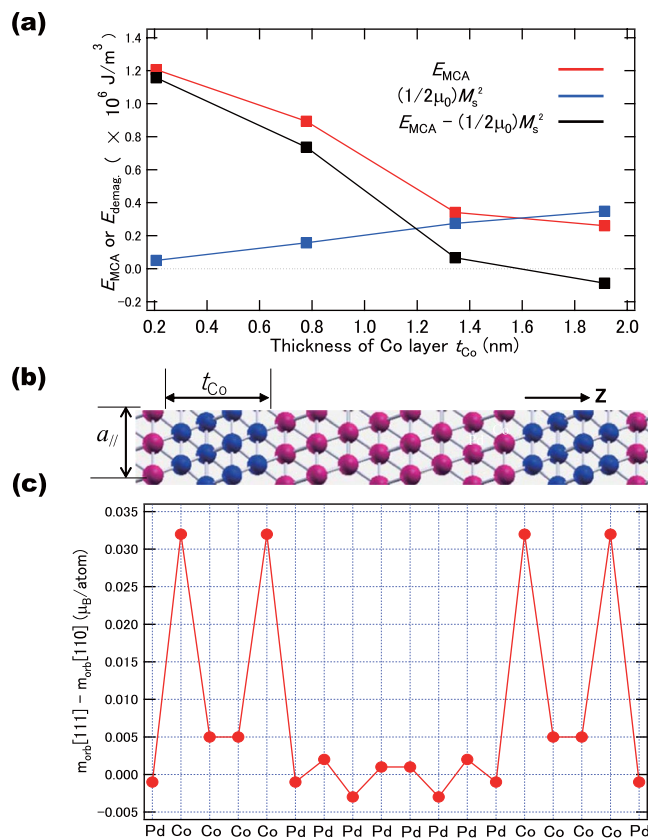 (a)
1.4
1.2
1.0
0.8
0.6
0.4
0.2
0.0
−0.2
E_MCA or E_demag. ( × 10^6 J/m^3 )
E_MCA
(1/2μ_0)M_s^2
E_MCA − (1/2μ_0)M_s^2
0.2 0.4 0.6 0.8 1.0 1.2 1.4 1.6 1.8 2.0
Thickness of Co layer t_Co (nm)
(b)
t_Co
z
a_//
(c)
0.035
0.030
0.025
0.020
0.015
0.010
0.005
0.000
−0.005
m_orb[111] − m_orb[110] (μ_B/atom)
Pd Co Co Co Co Pd Pd Pd Pd Pd Pd Pd Co Co Co Co Pd